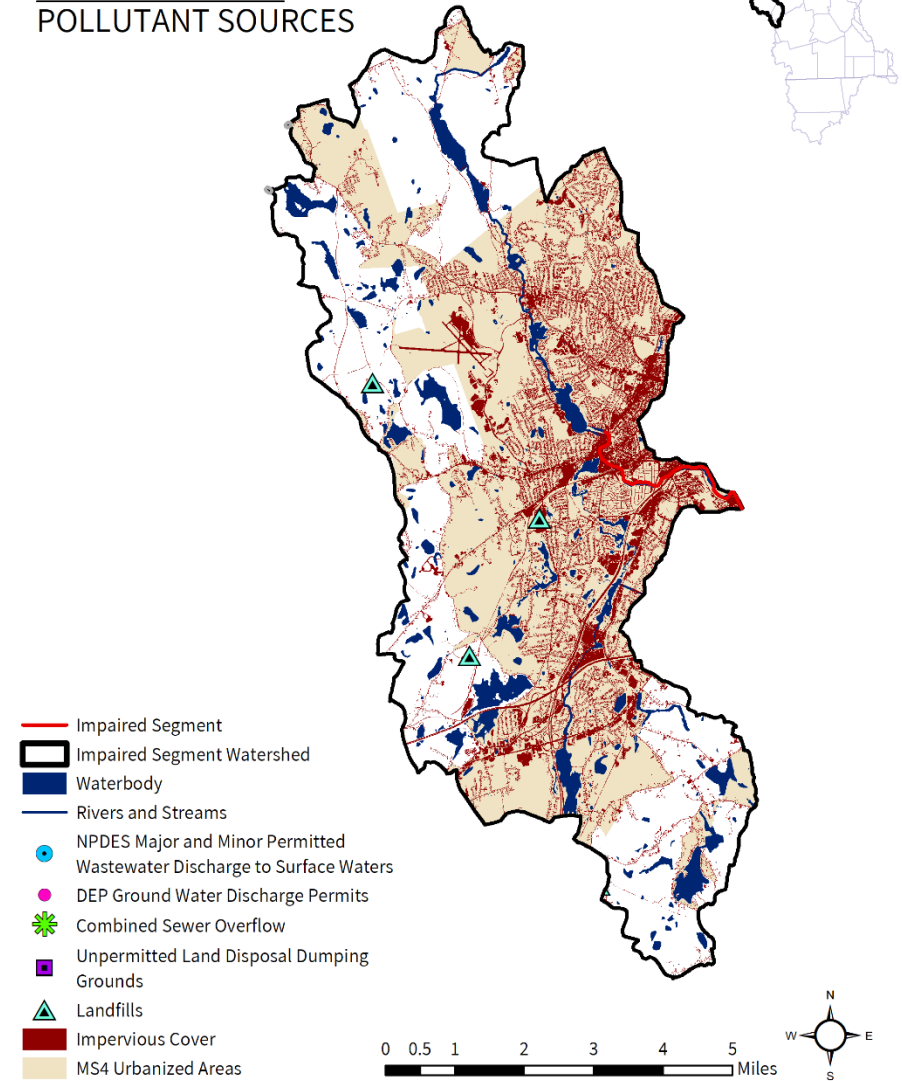 POLLUTANT SOURCES
Impaired Segment
Impaired Segment Watershed
Waterbody
Rivers and Streams
NPDES Major and Minor Permitted
Wastewater Discharge to Surface Waters
DEP Ground Water Discharge Permits
Combined Sewer Overflow
Unpermitted Land Disposal Dumping
Grounds
Landfills
Impervious Cover
MS4 Urbanized Areas
0 0.5 1 2 3 4 5
Miles
N
W E
S